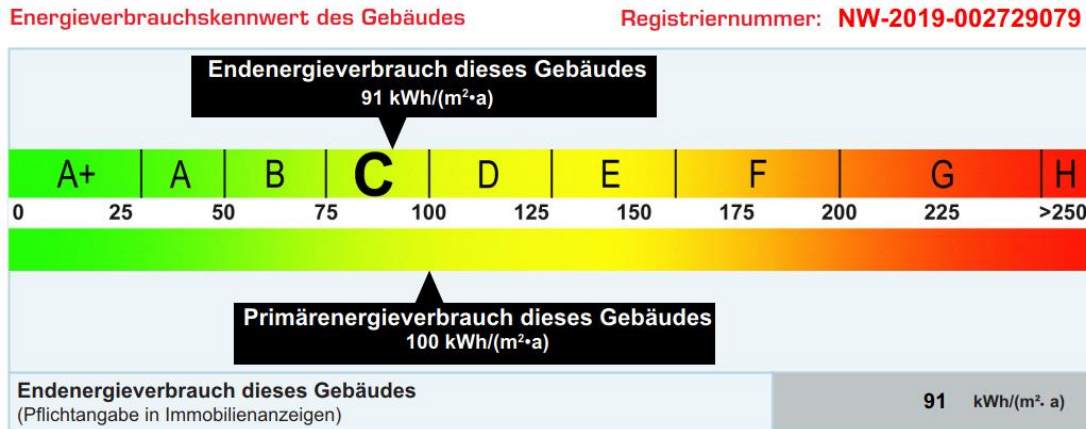 Energieverbrauchskennwert des Gebäudes Registriernummer: NW-2019-002729079
Endenergieverbrauch dieses Gebäudes
91 kWh/(m²•a)
A+ A B C D E F G H
0 25 50 75 100 125 150 175 200 225 >250
Primärenergieverbrauch dieses Gebäudes
100 kWh/(m²•a)
Endenergieverbrauch dieses Gebäudes
(Pflichtangabe in Immobilienanzeigen)
91 kWh/(m²· a)